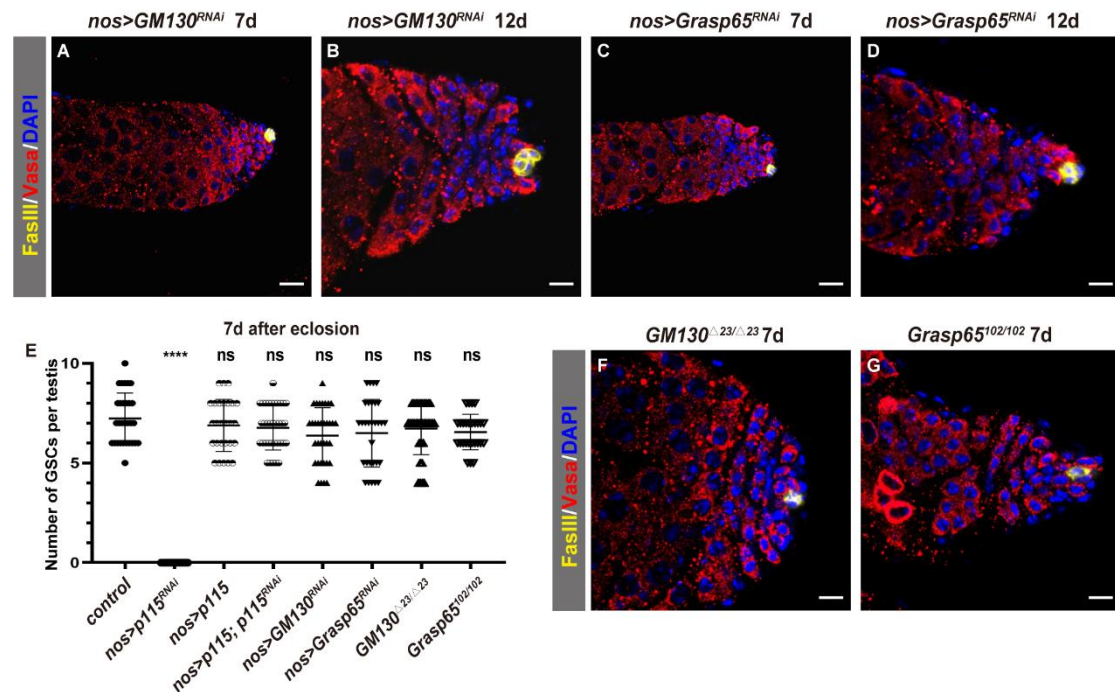 nos>GM130RNAi 7d
nos>GM130RNAi 12d
nos>Grasp65RNAi 7d
nos>Grasp65RNAi 12d
FasIII/Vasa/DAPI
A
B
C
D
7d after eclosion
E
Number of GSCs per testis
10
5
0
****
ns
ns
ns
ns
ns
ns
control
nos>p115RNAi
nos>p115
nos>p115; p115RNAi
nos>GM130RNAi
nos>Grasp65RNAi
GM130△23/△23
Grasp65102/102
GM130△23/△23 7d
Grasp65102/102 7d
FasIII/Vasa/DAPI
F
G